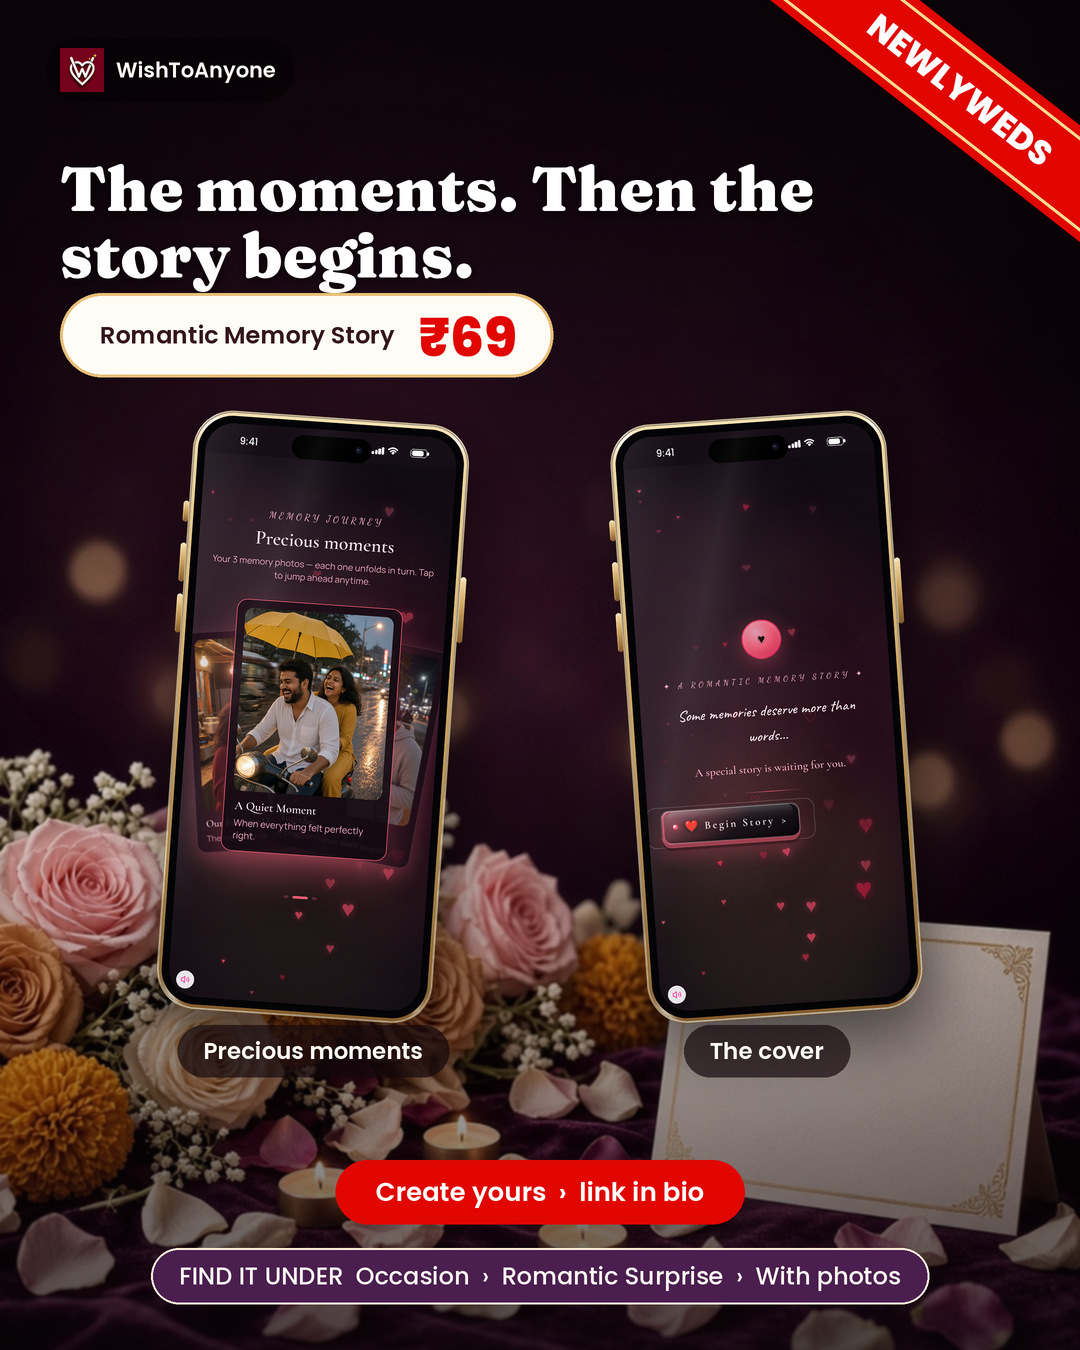 WishToAnyone
NEWLYWEDS
The moments. Then the
story begins.
Romantic Memory Story ₹69
9:41
MEMORY JOURNEY
Precious moments
Your 3 memory photos — each one unfolds in turn. Tap
to jump ahead anytime.
A Quiet Moment
When everything felt perfectly
right.
Our
The
9:41
A ROMANTIC MEMORY STORY
Some memories deserve more than
words...
A special story is waiting for you.
Begin Story >
Precious moments
The cover
Create yours › link in bio
FIND IT UNDER Occasion › Romantic Surprise › With photos